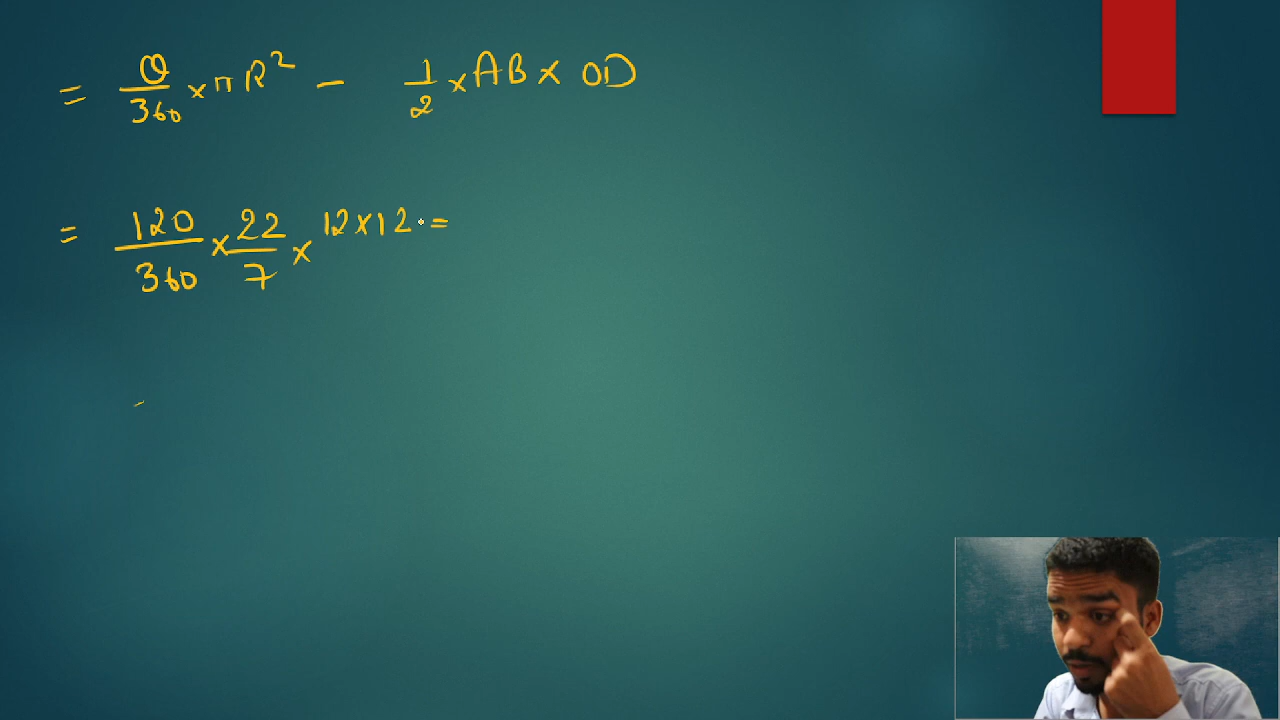 = θ/360 × πR² - 1/2 × AB × OD
= 120/360 × 22/7 × 12×12 =